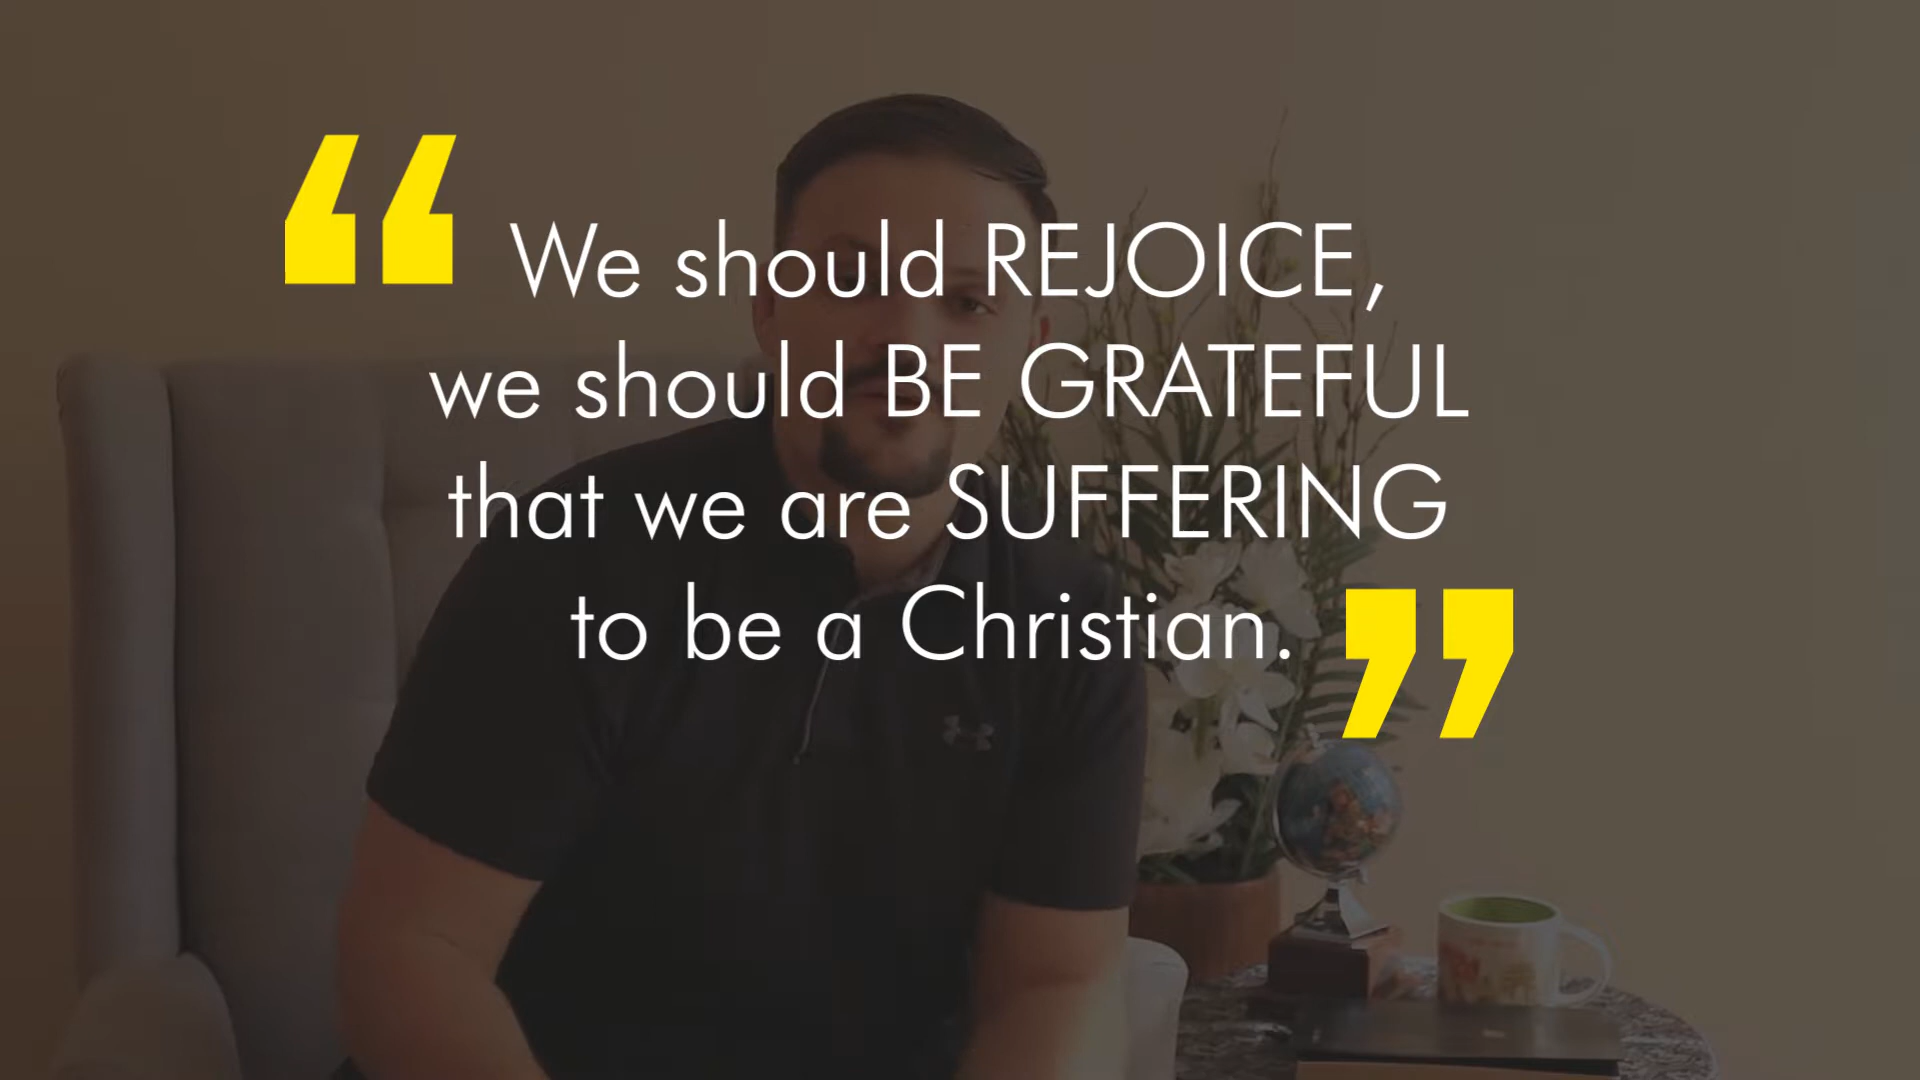 “We should REJOICE,
we should BE GRATEFUL
that we are SUFFERING
to be a Christian.”